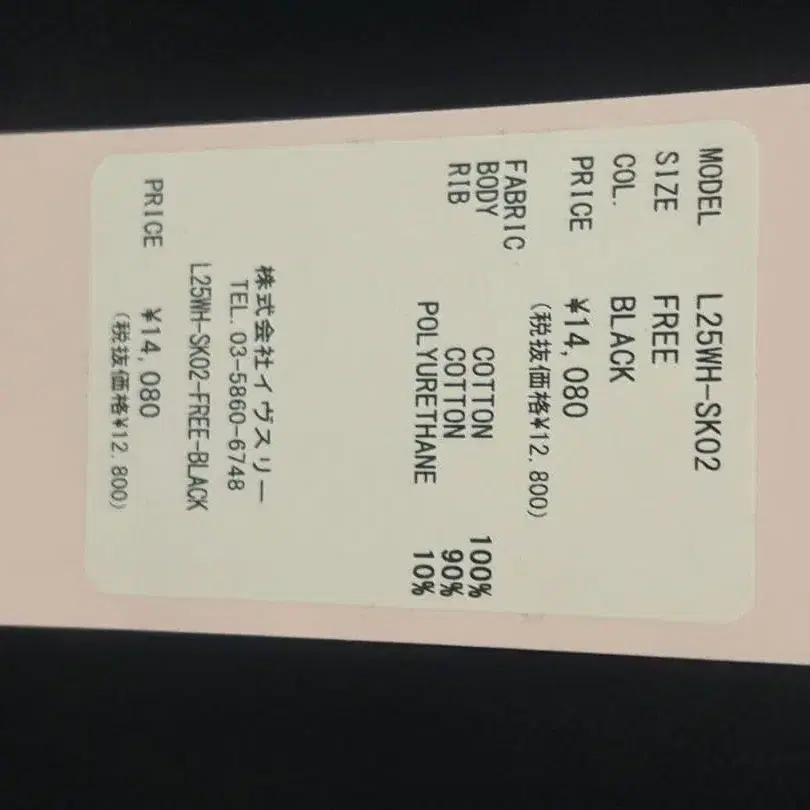 MODEL L25WH-SK02
SIZE FREE
COL. BLACK
PRICE ¥14,080
(税抜価格¥12,800)
FABRIC
BODY COTTON 100%
RIB COTTON 90%
POLYURETHANE 10%
株式会社イヴスリー
TEL. 03-5860-6748
L25WH-SK02-FREE-BLACK
PRICE ¥14,080
(税抜価格¥12,800)